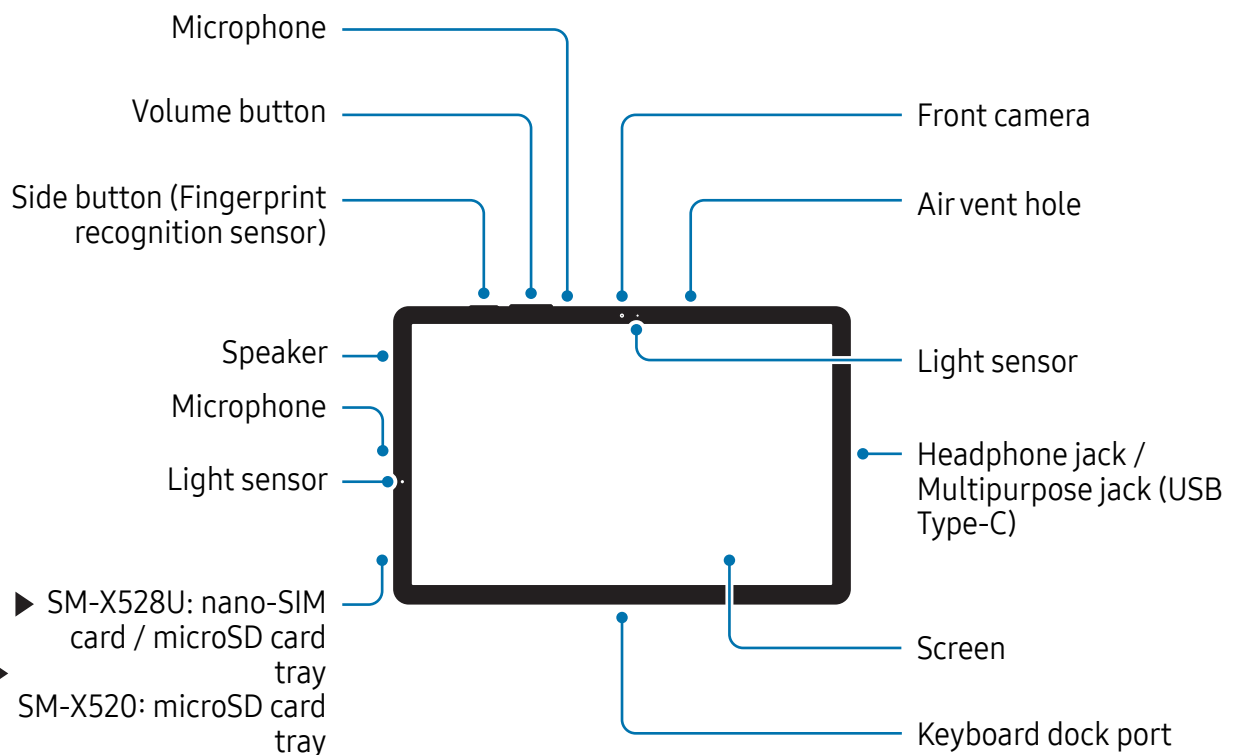 Microphone
Volume button
Side button (Fingerprint
recognition sensor)
Speaker
Microphone
Light sensor
▶ SM-X528U: nano-SIM
card / microSD card
tray
SM-X520: microSD card
tray
Front camera
Air vent hole
Light sensor
Headphone jack /
Multipurpose jack (USB
Type-C)
Screen
Keyboard dock port